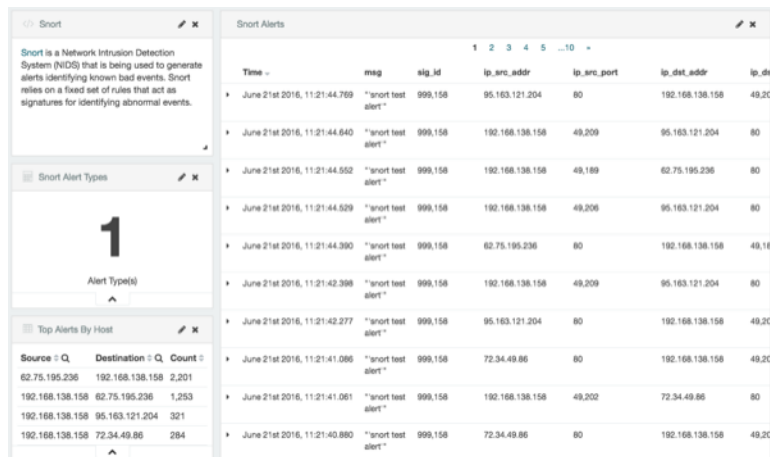 Snort
Snort is a Network Intrusion Detection
System (NIDS) that is being used to generate
alerts identifying known bad events. Snort
relies on a fixed set of rules that act as
signatures for identifying abnormal events.
Snort Alert Types
1
Alert Type(s)
Top Alerts By Host
Source Destination Count
62.75.195.236 192.168.138.158 2,201
192.168.138.158 62.75.195.236 1,253
192.168.138.158 95.163.121.204 321
192.168.138.158 72.34.49.86 284
Snort Alerts
1 2 3 4 5 ...10 »
Time msg sig_id ip_src_addr ip_src_port ip_dst_addr ip_ds
June 21st 2016, 11:21:44.769 "'snort test 999,158 95.163.121.204 80 192.168.138.158 49,20
alert'"
June 21st 2016, 11:21:44.640 "'snort test 999,158 192.168.138.158 49,209 95.163.121.204 80
alert'"
June 21st 2016, 11:21:44.552 "'snort test 999,158 192.168.138.158 49,189 62.75.195.236 80
alert'"
June 21st 2016, 11:21:44.529 "'snort test 999,158 192.168.138.158 49,206 95.163.121.204 80
alert'"
June 21st 2016, 11:21:44.390 "'snort test 999,158 62.75.195.236 80 192.168.138.158 49,18
alert'"
June 21st 2016, 11:21:42.398 "'snort test 999,158 192.168.138.158 49,209 95.163.121.204 80
alert'"
June 21st 2016, 11:21:42.277 "'snort test 999,158 95.163.121.204 80 192.168.138.158 49,20
alert'"
June 21st 2016, 11:21:41.086 "'snort test 999,158 72.34.49.86 80 192.168.138.158 49,20
alert'"
June 21st 2016, 11:21:41.061 "'snort test 999,158 192.168.138.158 49,202 72.34.49.86 80
alert'"
June 21st 2016, 11:21:40.880 "'snort test 999,158 72.34.49.86 80 192.168.138.158 49,20
alert'"